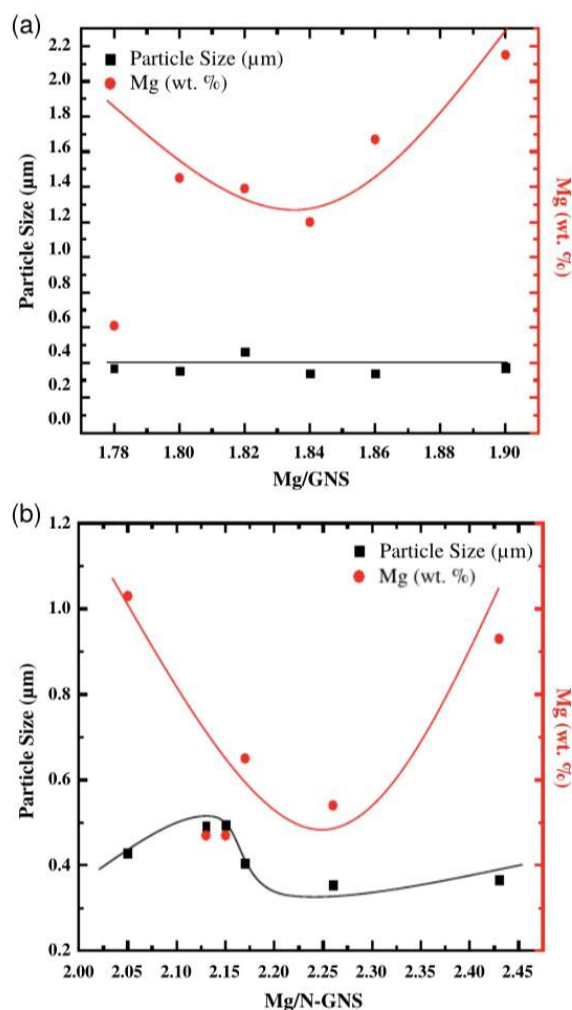 (a)
2.2
2.0
1.8
1.6
1.4
1.2
1.0
0.8
0.6
0.4
0.2
0.0
Particle Size (μm)
Particle Size (μm)
Mg (wt. %)
Mg (wt. %)
1.78 1.80 1.82 1.84 1.86 1.88 1.90
Mg/GNS
(b)
1.2
1.0
0.8
0.6
0.4
0.2
Particle Size (μm)
Particle Size (μm)
Mg (wt. %)
Mg (wt. %)
2.00 2.05 2.10 2.15 2.20 2.25 2.30 2.35 2.40 2.45
Mg/N-GNS